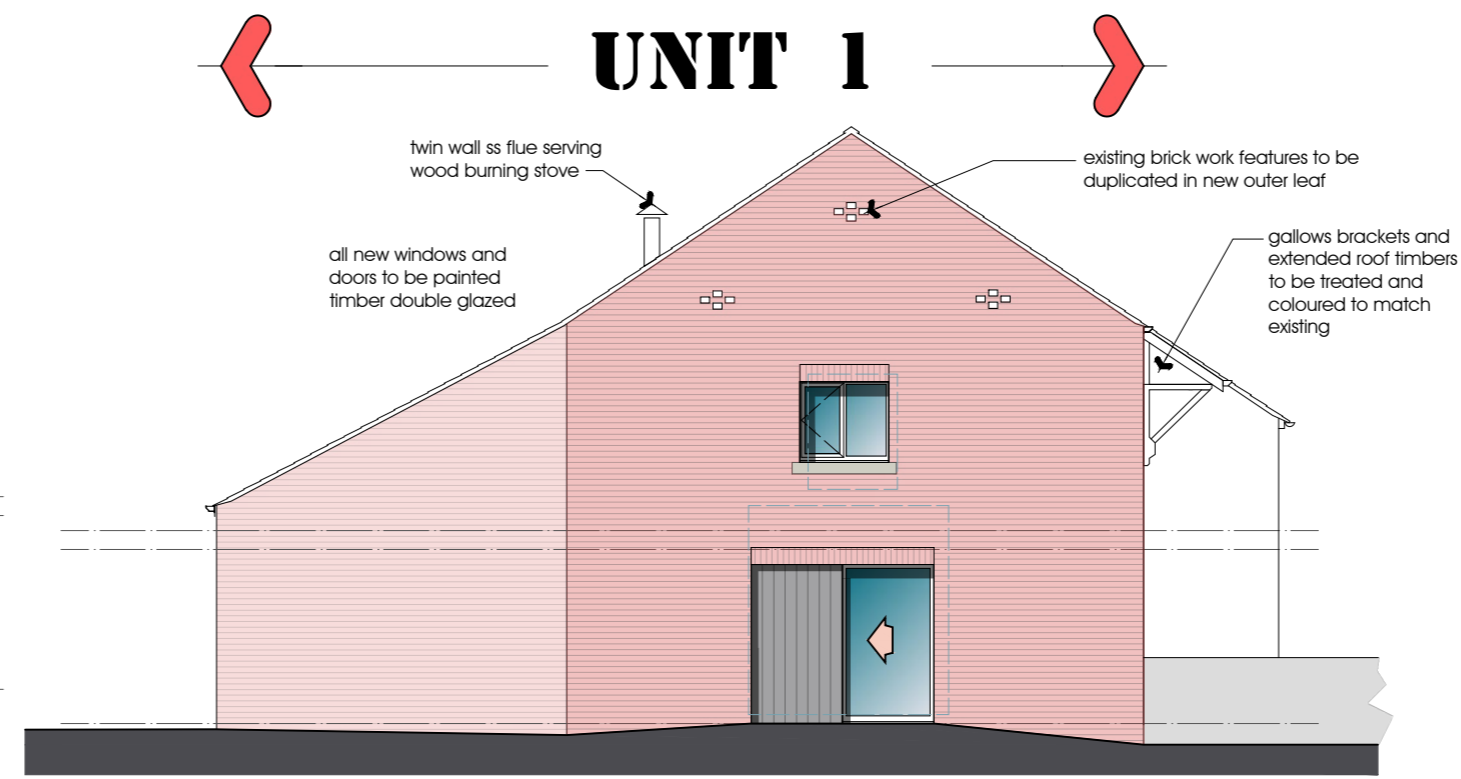 UNIT 1
twin wall ss flue serving
wood burning stove
existing brick work features to be
duplicated in new outer leaf
all new windows and
doors to be painted
timber double glazed
gallows brackets and
extended roof timbers
to be treated and
coloured to match
existing